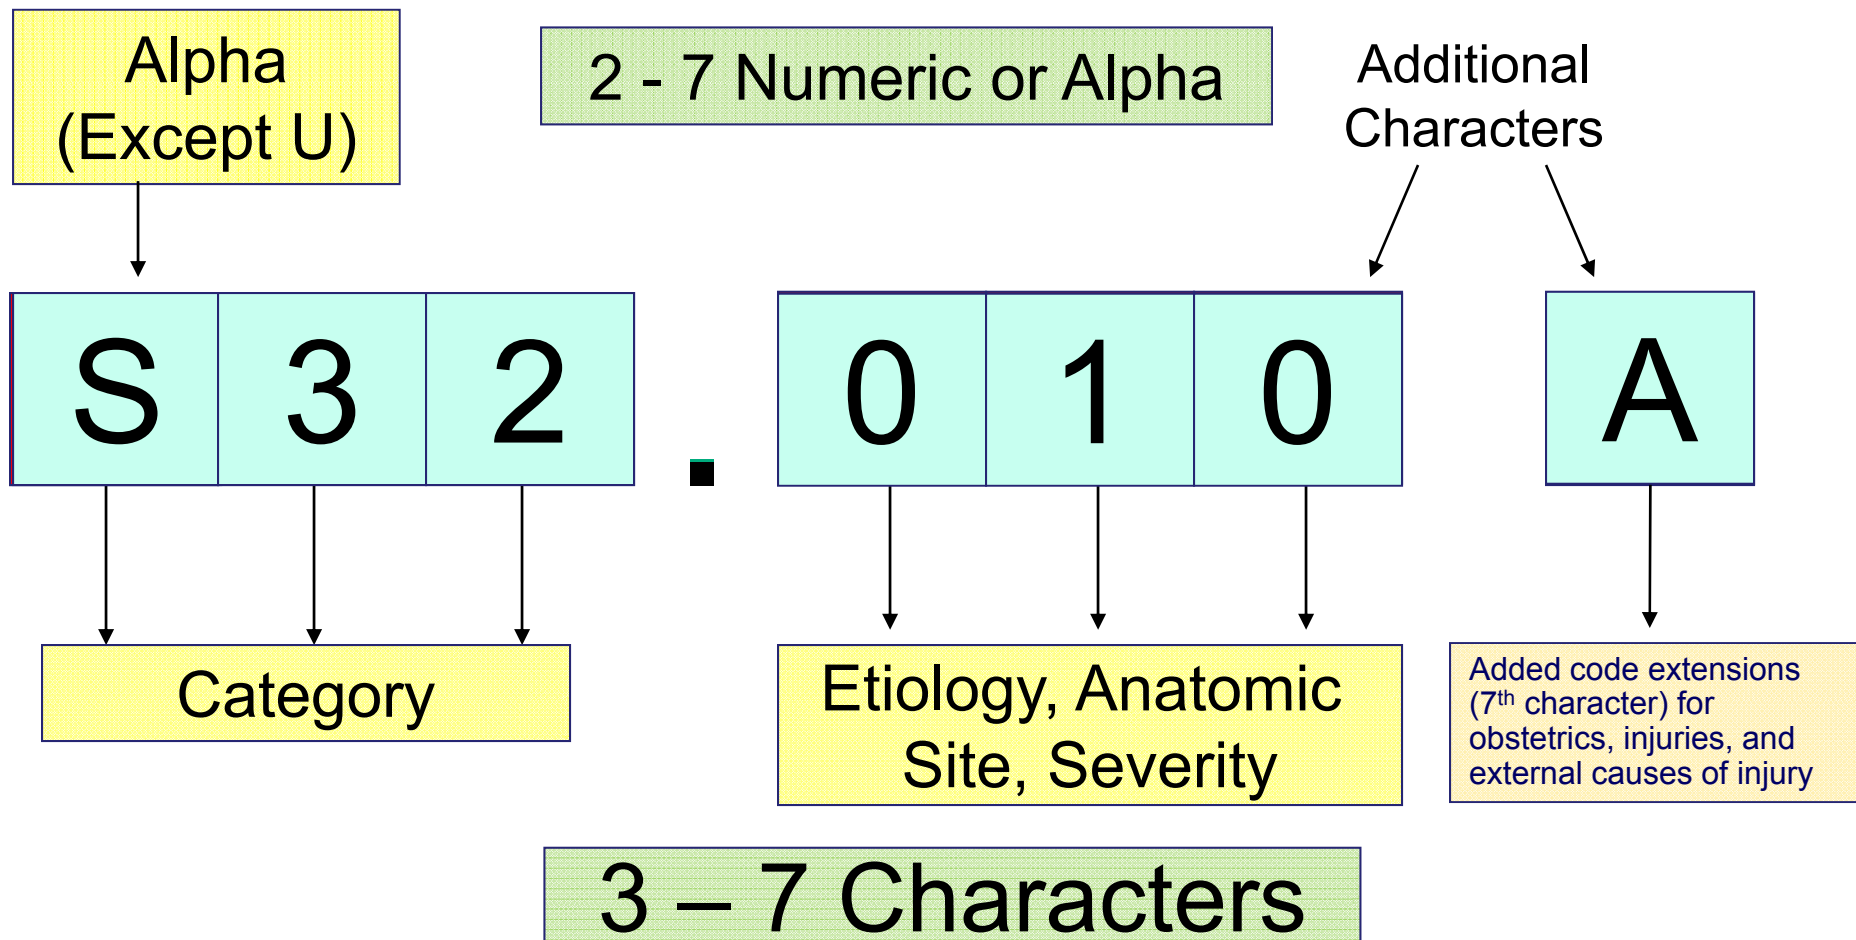 Alpha
(Except U)
2 - 7 Numeric or Alpha
Additional
Characters
S 3 2 . 0 1 0 A
Category
Etiology, Anatomic
Site, Severity
Added code extensions
(7th character) for
obstetrics, injuries, and
external causes of injury
3 – 7 Characters